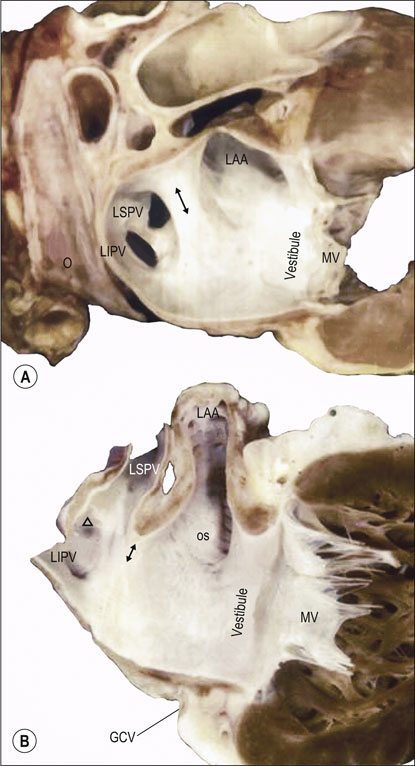 LAA
LSPV
LIPV
O
Vestibule
MV
A
LAA
LSPV
LIPV
os
Vestibule
MV
GCV
B